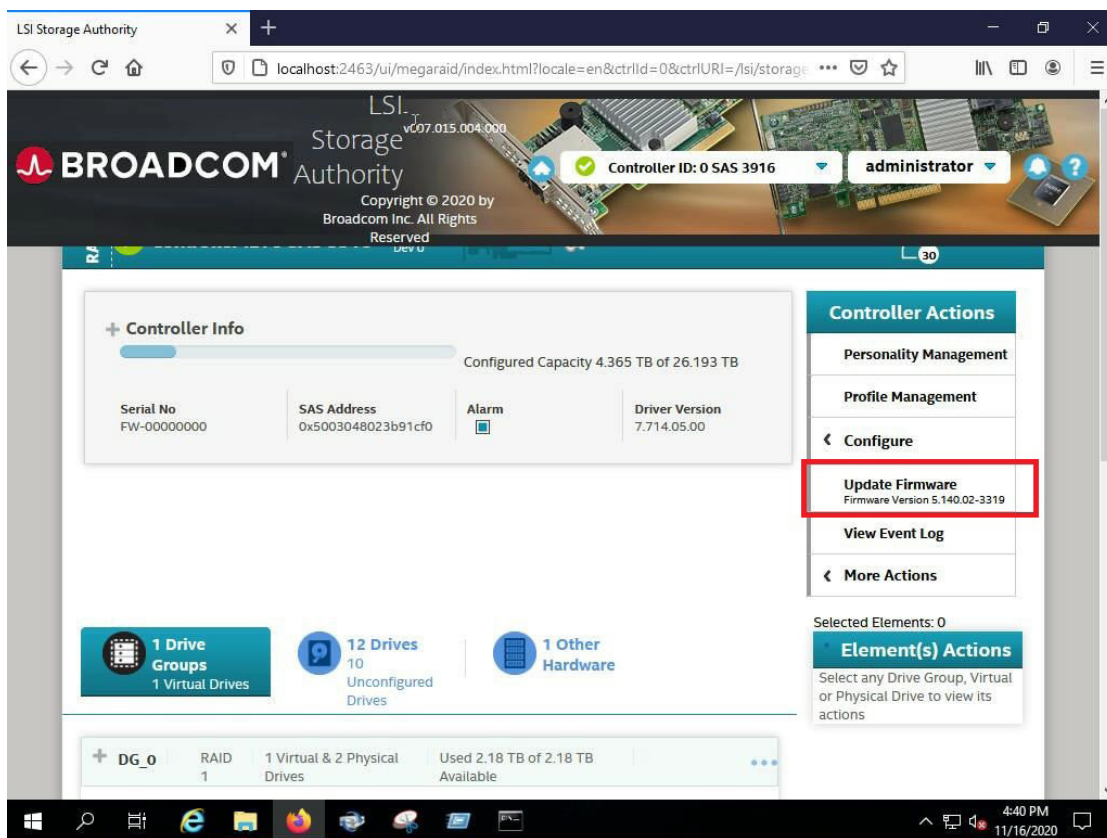 LSI Storage Authority
localhost:2463/ui/megaraid/index.html?locale=en&ctrlId=0&ctrlURI=/lsi/storage
BROADCOM®
LSI
Storage
Authority
v007.015.004.000
Copyright © 2020 by
Broadcom Inc. All
Rights
Reserved
Controller ID: 0 SAS 3916
administrator
Dev 0
30
Controller Info
Configured Capacity 4.365 TB of 26.193 TB
Serial No
FW-00000000
SAS Address
0x5003048023b91cf0
Alarm
Driver Version
7.714.05.00
Controller Actions
Personality Management
Profile Management
Configure
Update Firmware
Firmware Version 5.140.02-3319
View Event Log
More Actions
1 Drive
Groups
1 Virtual Drives
12 Drives
10
Unconfigured
Drives
1 Other
Hardware
Selected Elements: 0
Element(s) Actions
Select any Drive Group, Virtual
or Physical Drive to view its
actions
DG_0
RAID
1
1 Virtual & 2 Physical
Drives
Used 2.18 TB of 2.18 TB
Available
4:40 PM
11/16/2020